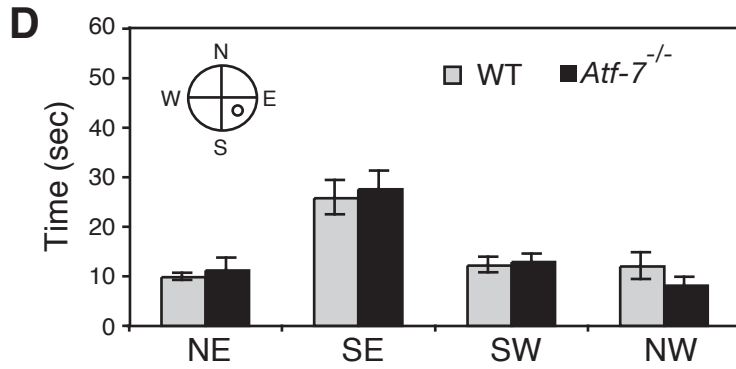 D
Time (sec)
60
50
40
30
20
10
0
N
W E
S
WT Atf-7-/-
NE SE SW NW